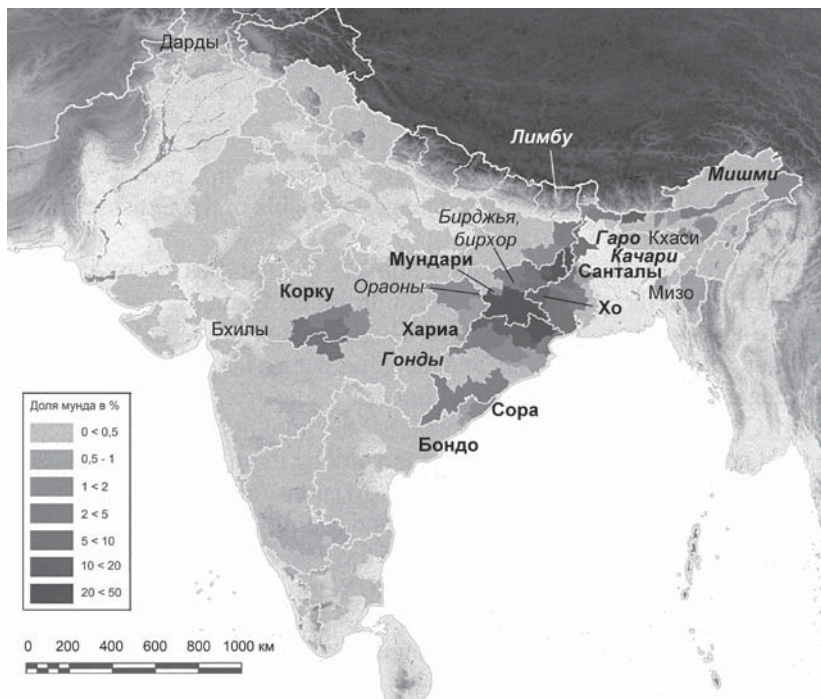 Дарды
Лимбу
Мишми
Бирджья,
бирхор
Гаро Кхаси
Качари
Мундари
Санталы
Ораоны
Корку
Мизо
Хо
Бхилы
Хариа
Гонды
Сора
Бондо
Доля мунда в %
0 < 0,5
0,5 - 1
1 < 2
2 < 5
5 < 10
10 < 20
20 < 50
0 200 400 600 800 1000 км